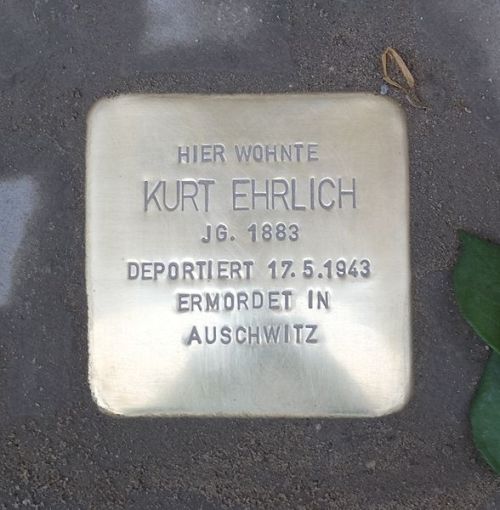 HIER WOHNTE
KURT EHRLICH
JG. 1883
DEPORTIERT 17.5.1943
ERMORDET IN
AUSCHWITZ